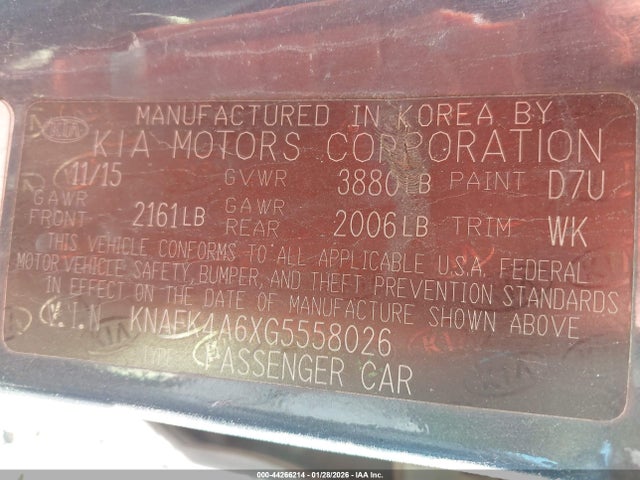 MANUFACTURED IN KOREA BY
KIA KIA MOTORS CORPORATION
11/15 GVWR 3880LB PAINT D7U
GAWR FRONT 2161LB GAWR REAR 2006LB TRIM WK
THIS VEHICLE CONFORMS TO ALL APPLICABLE U.S.A. FEDERAL
MOTOR VEHICLE SAFETY, BUMPER, AND THEFT PREVENTION STANDARDS
IN EFFECT ON THE DATE OF MANUFACTURE SHOWN ABOVE
V.I.N KNAFK4A6XG5558026
TYPE PASSENGER CAR
000-44266214 | 01/28/2026 - IAA Inc.